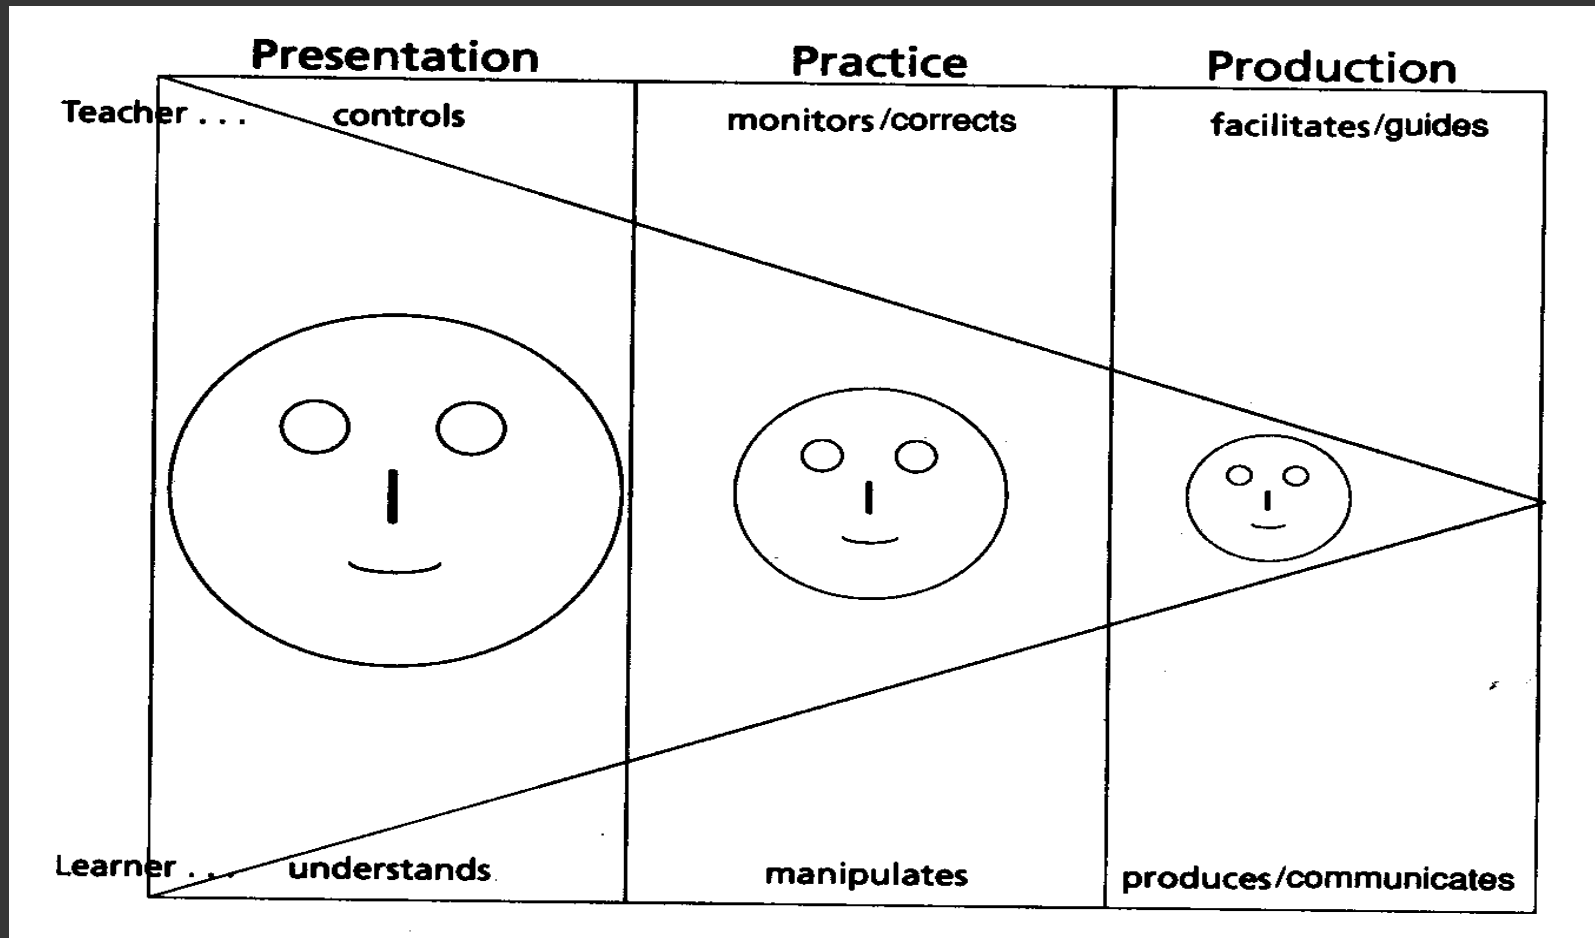 Presentation Practice Production
Teacher . . . controls monitors/corrects facilitates/guides
Learner . . . understands manipulates produces/communicates